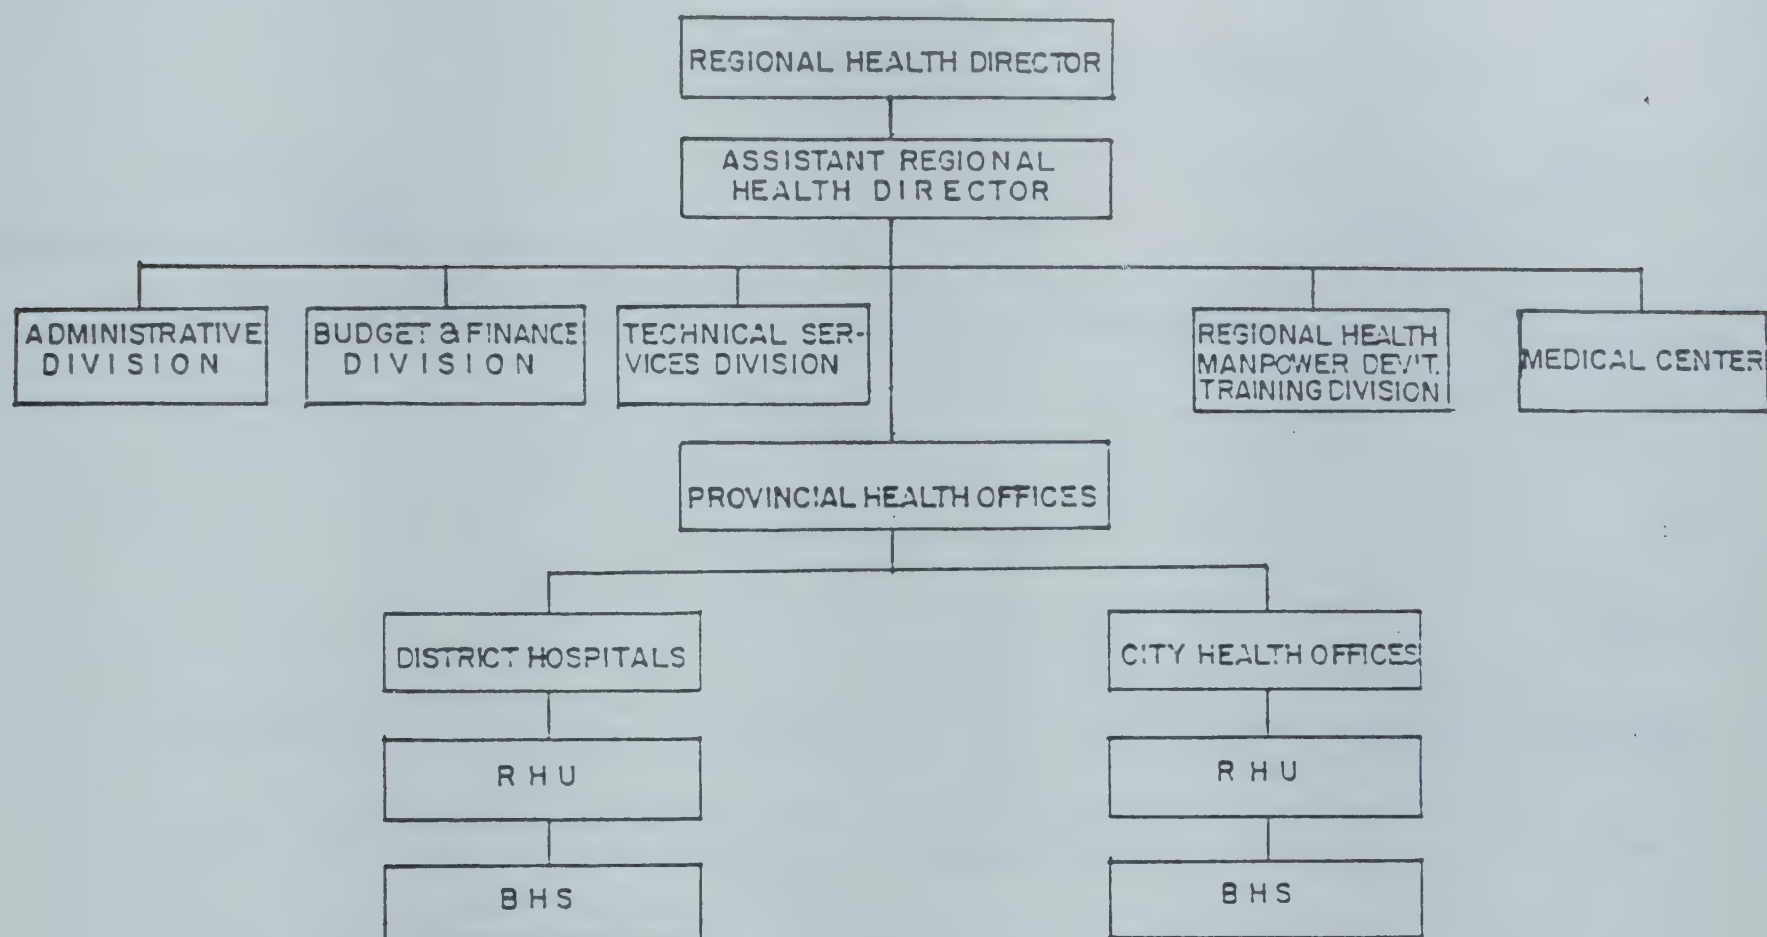 REGIONAL HEALTH DIRECTOR
ASSISTANT REGIONAL
HEALTH DIRECTOR
ADMINISTRATIVE
DIVISION
BUDGET & FINANCE
DIVISION
TECHNICAL SER-
VICES DIVISION
REGIONAL HEALTH
MANPOWER DEV'T.
TRAINING DIVISION
MEDICAL CENTER
PROVINCIAL HEALTH OFFICES
DISTRICT HOSPITALS
CITY HEALTH OFFICES
RHU
RHU
BHS
BHS